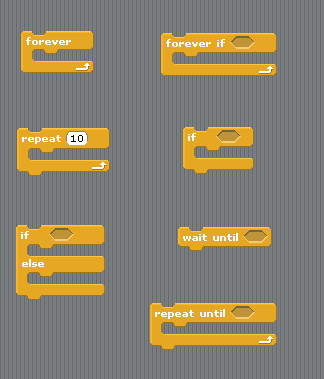 forever
forever if
repeat 10
if
if
else
wait until
repeat until